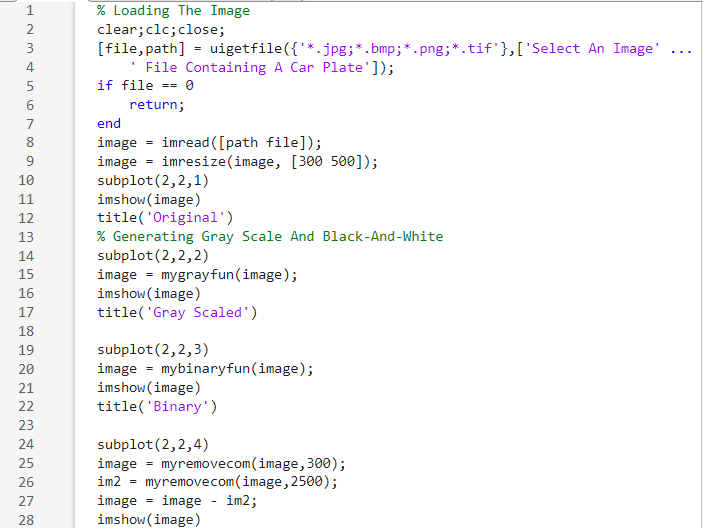 1 % Loading The Image
2 clear;clc;close;
3 [file,path] = uigetfile({'*.jpg;*.bmp;*.png;*.tif'},['Select An Image' ...
4     ' File Containing A Car Plate']);
5 if file == 0
6     return;
7 end
8 image = imread([path file]);
9 image = imresize(image, [300 500]);
10 subplot(2,2,1)
11 imshow(image)
12 title('Original')
13 % Generating Gray Scale And Black-And-White
14 subplot(2,2,2)
15 image = mygrayfun(image);
16 imshow(image)
17 title('Gray Scaled')
18
19 subplot(2,2,3)
20 image = mybinaryfun(image);
21 imshow(image)
22 title('Binary')
23
24 subplot(2,2,4)
25 image = myremovecom(image,300);
26 im2 = myremovecom(image,2500);
27 image = image - im2;
28 imshow(image)